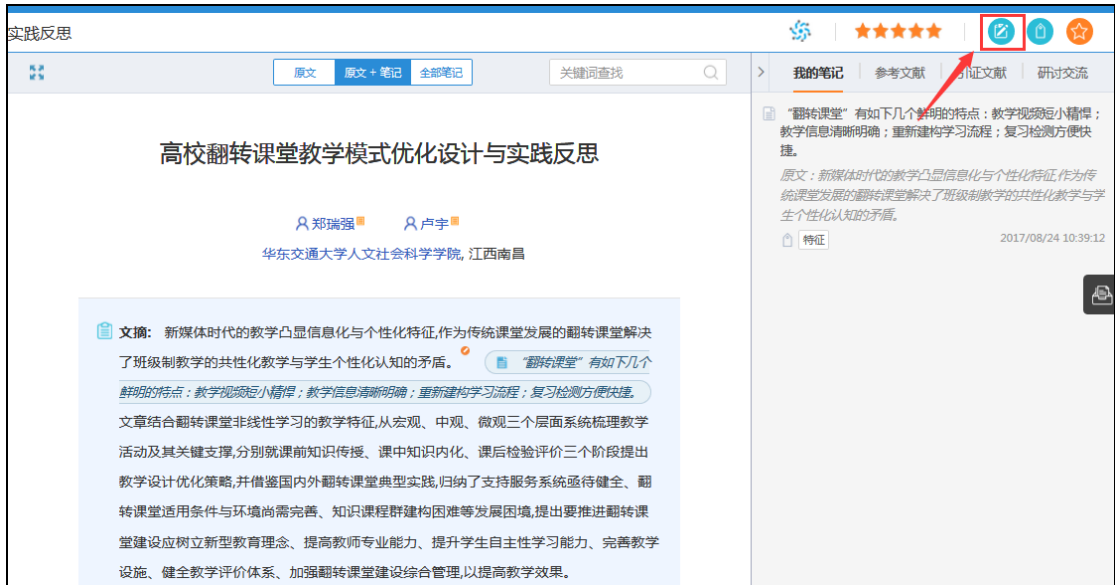 实践反思
原文
原文 + 笔记
全部笔记
关键词查找
高校翻转课堂教学模式优化设计与实践反思
郑瑞强
卢宇
华东交通大学人文社会科学学院, 江西南昌
文摘: 新媒体时代的教学凸显信息化与个性化特征,作为传统课堂发展的翻转课堂解决
了班级制教学的共性化教学与学生个性化认知的矛盾。 “翻转课堂”有如下几个
鲜明的特点：教学视频短小精悍；教学信息清晰明确；重新建构学习流程；复习检测方便快捷。
文章结合翻转课堂非线性学习的教学特征,从宏观、中观、微观三个层面系统梳理教学
活动及其关键支撑,分别就课前知识传授、课中知识内化、课后检验评价三个阶段提出
教学设计优化策略,并借鉴国内外翻转课堂典型实践,归纳了支持服务系统亟待健全、翻
转课堂适用条件与环境尚需完善、知识课程群建构困难等发展困境,提出要推进翻转课
堂建设应树立新型教育理念、提高教师专业能力、提升学生自主性学习能力、完善教学
设施、健全教学评价体系、加强翻转课堂建设综合管理,以提高教学效果。
我的笔记
参考文献
证文献
研讨交流
“翻转课堂”有如下几个鲜明的特点：教学视频短小精悍；
教学信息清晰明确；重新建构学习流程；复习检测方便快
捷。
原文：新媒体时代的教学凸显信息化与个性化特征,作为传
统课堂发展的翻转课堂解决了班级制教学的共性化教学与学
生个性化认知的矛盾。
特征
2017/08/24 10:39:12